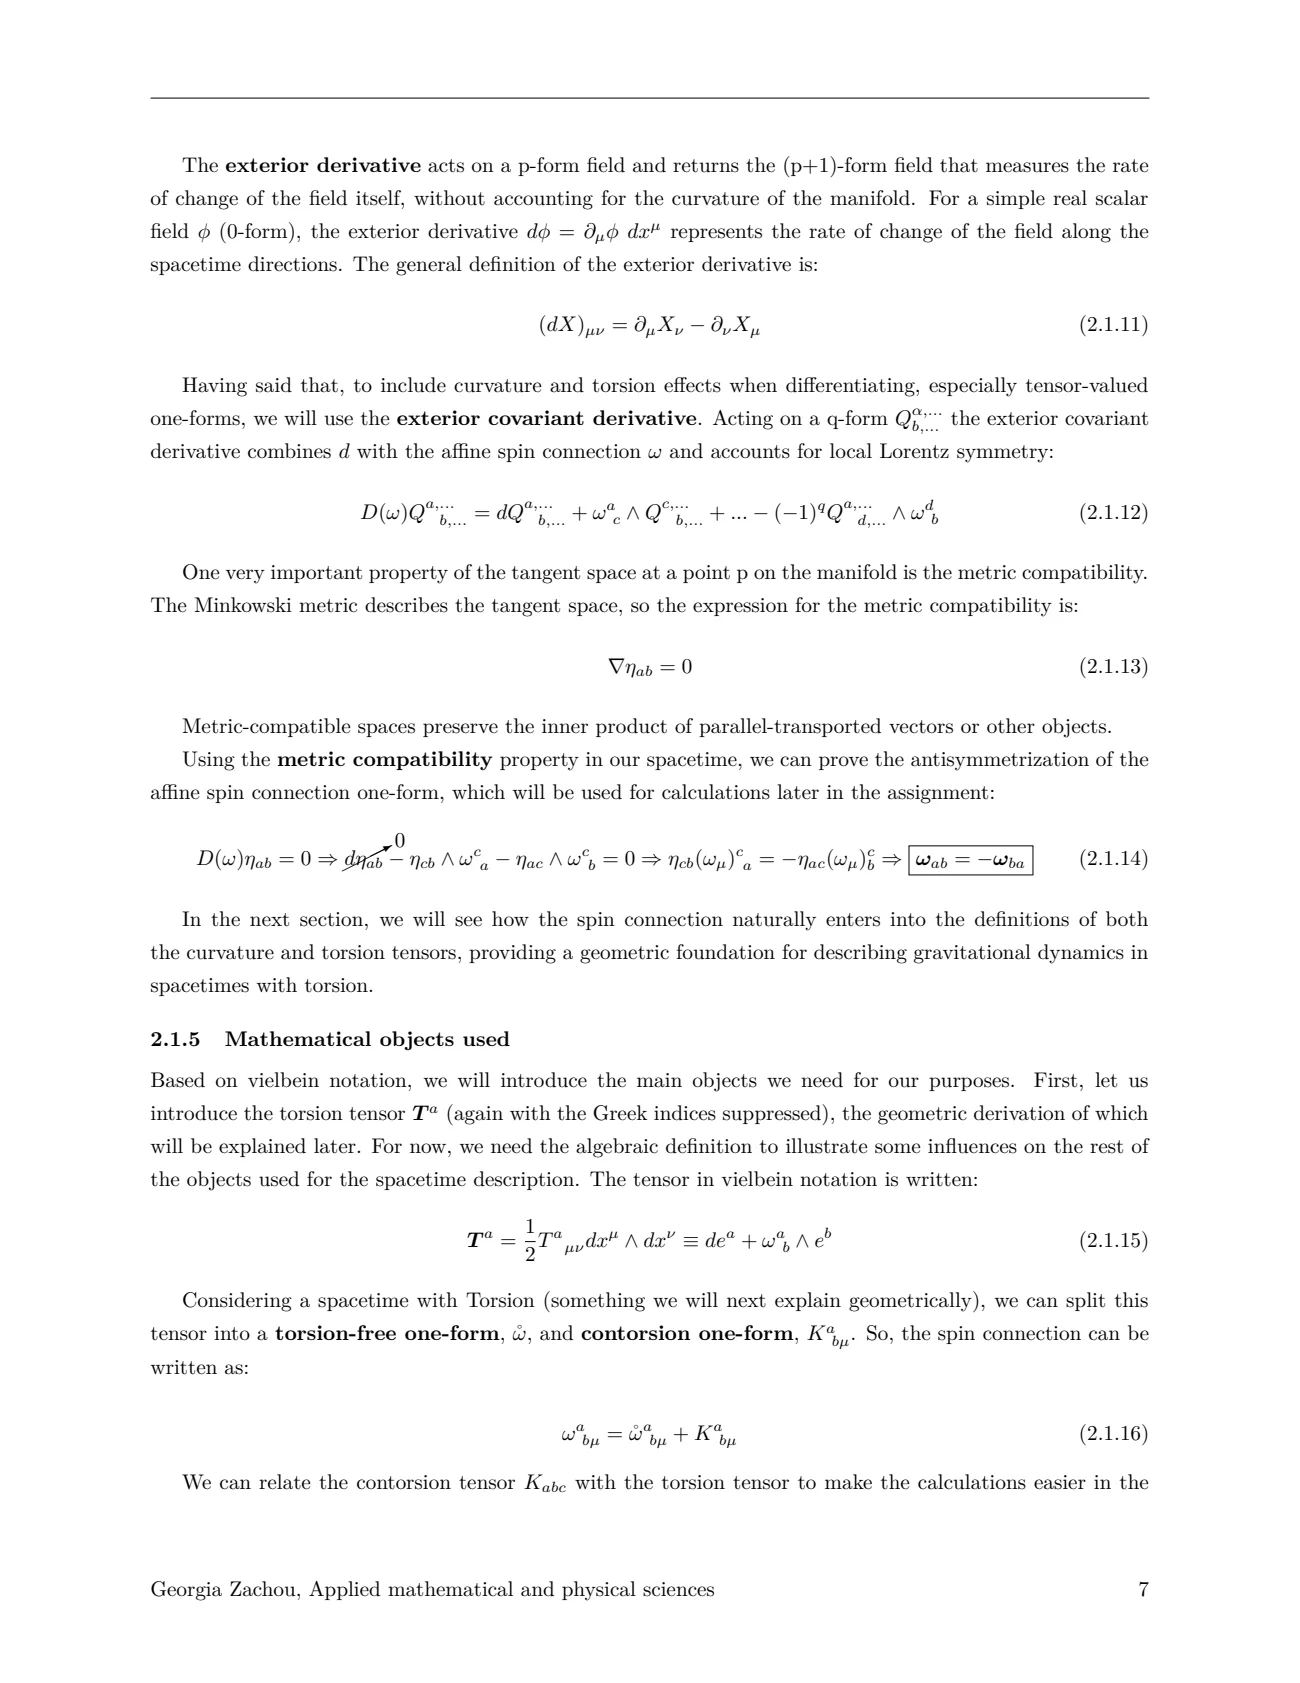 The exterior derivative acts on a p-form field and returns the (p+1)-form field that measures the rate
of change of the field itself, without accounting for the curvature of the manifold. For a simple real scalar
field ϕ (0-form), the exterior derivative dϕ = ∂_μϕ dx^μ represents the rate of change of the field along the
spacetime directions. The general definition of the exterior derivative is:
(dX)_{μν} = ∂_μX_ν − ∂_νX_μ (2.1.11)
Having said that, to include curvature and torsion effects when differentiating, especially tensor-valued
one-forms, we will use the exterior covariant derivative. Acting on a q-form Q^{α,...}_{b,...} the exterior covariant
derivative combines d with the affine spin connection ω and accounts for local Lorentz symmetry:
D(ω)Q^{a,...}_{b,...} = dQ^{a,...}_{b,...} + ω^a_c ∧ Q^{c,...}_{b,...} + ... − (−1)^q Q^{a,...}_{d,...} ∧ ω^d_b (2.1.12)
One very important property of the tangent space at a point p on the manifold is the metric compatibility.
The Minkowski metric describes the tangent space, so the expression for the metric compatibility is:
∇η_{ab} = 0 (2.1.13)
Metric-compatible spaces preserve the inner product of parallel-transported vectors or other objects.
Using the metric compatibility property in our spacetime, we can prove the antisymmetrization of the
affine spin connection one-form, which will be used for calculations later in the assignment:
D(ω)η_{ab} = 0 ⇒ dη_{ab} 0 − η_{cb} ∧ ω^c_a − η_{ac} ∧ ω^c_b = 0 ⇒ η_{cb}(ω_μ)^c_a = −η_{ac}(ω_μ)^c_b ⇒ ω_{ab} = −ω_{ba} (2.1.14)
In the next section, we will see how the spin connection naturally enters into the definitions of both
the curvature and torsion tensors, providing a geometric foundation for describing gravitational dynamics in
spacetimes with torsion.
2.1.5 Mathematical objects used
Based on vielbein notation, we will introduce the main objects we need for our purposes. First, let us
introduce the torsion tensor T^a (again with the Greek indices suppressed), the geometric derivation of which
will be explained later. For now, we need the algebraic definition to illustrate some influences on the rest of
the objects used for the spacetime description. The tensor in vielbein notation is written:
T^a = 1/2 T^a_{μν} dx^μ ∧ dx^ν ≡ de^a + ω^a_b ∧ e^b (2.1.15)
Considering a spacetime with Torsion (something we will next explain geometrically), we can split this
tensor into a torsion-free one-form, ω̊, and contorsion one-form, K^a_{bμ}. So, the spin connection can be
written as:
ω^a_{bμ} = ω̊^a_{bμ} + K^a_{bμ} (2.1.16)
We can relate the contorsion tensor K_{abc} with the torsion tensor to make the calculations easier in the
Georgia Zachou, Applied mathematical and physical sciences 7